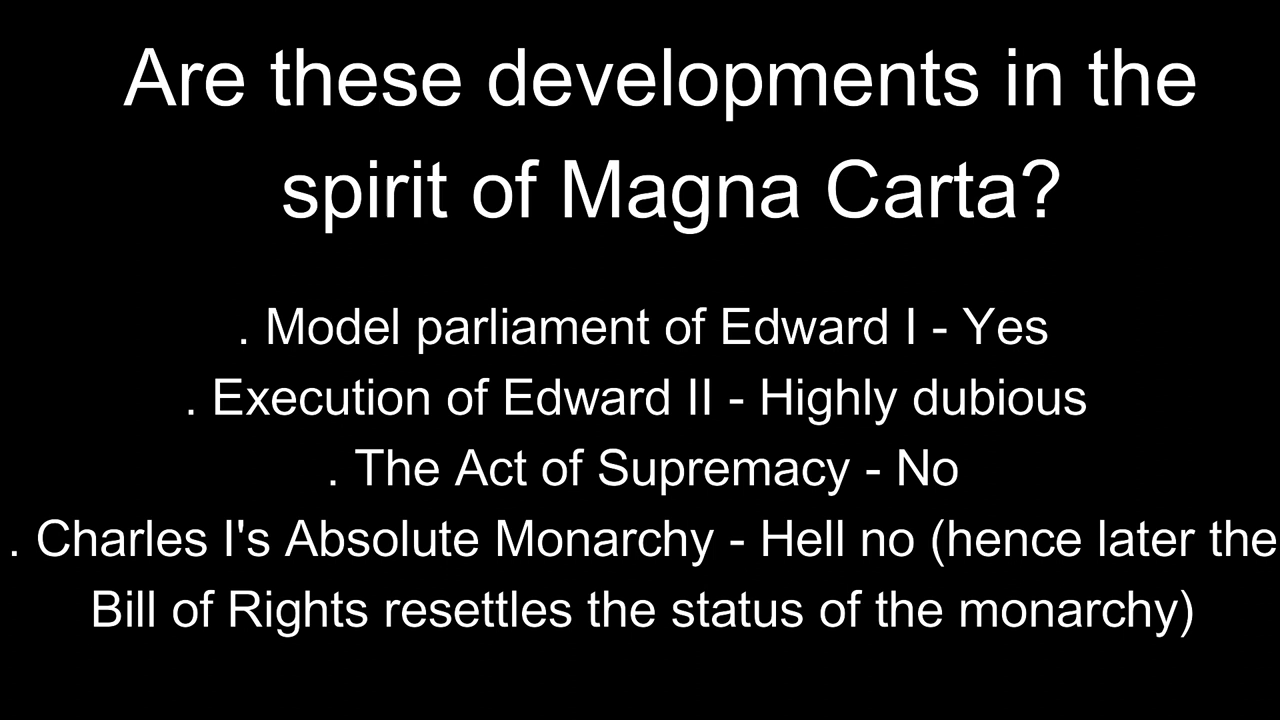 Are these developments in the
spirit of Magna Carta?
. Model parliament of Edward I - Yes
. Execution of Edward II - Highly dubious
. The Act of Supremacy - No
. Charles I's Absolute Monarchy - Hell no (hence later the
Bill of Rights resettles the status of the monarchy)